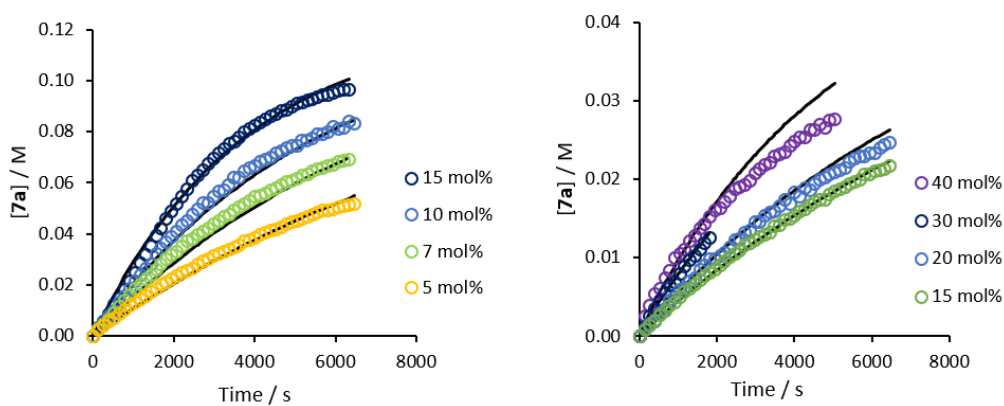 0.12
0.10
0.08
0.06
0.04
0.02
0.00
[7a] / M
0 2000 4000 6000 8000
Time / s
15 mol%
10 mol%
7 mol%
5 mol%
0.04
0.03
0.02
0.01
0.00
[7a] / M
0 2000 4000 6000 8000
Time / s
40 mol%
30 mol%
20 mol%
15 mol%